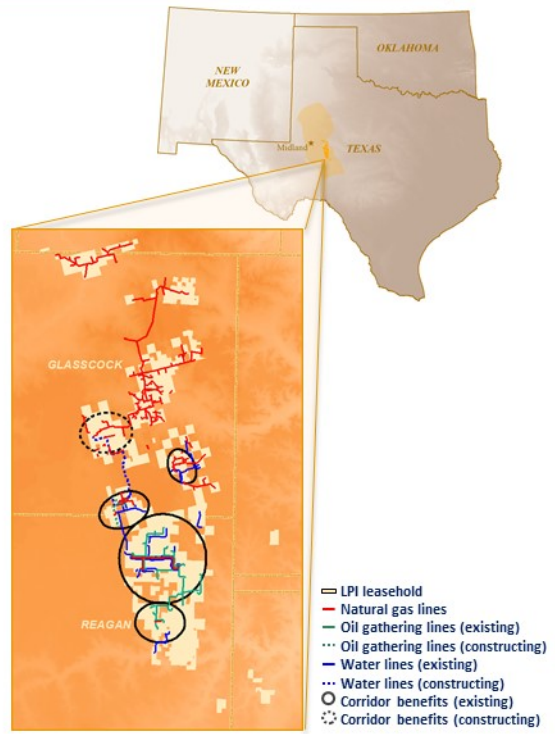 OKLAHOMA
NEW
MEXICO
Midland
TEXAS
GLASSCOCK
REAGAN
LPI leasehold
Natural gas lines
Oil gathering lines (existing)
Oil gathering lines (constructing)
Water lines (existing)
Water lines (constructing)
Corridor benefits (existing)
Corridor benefits (constructing)